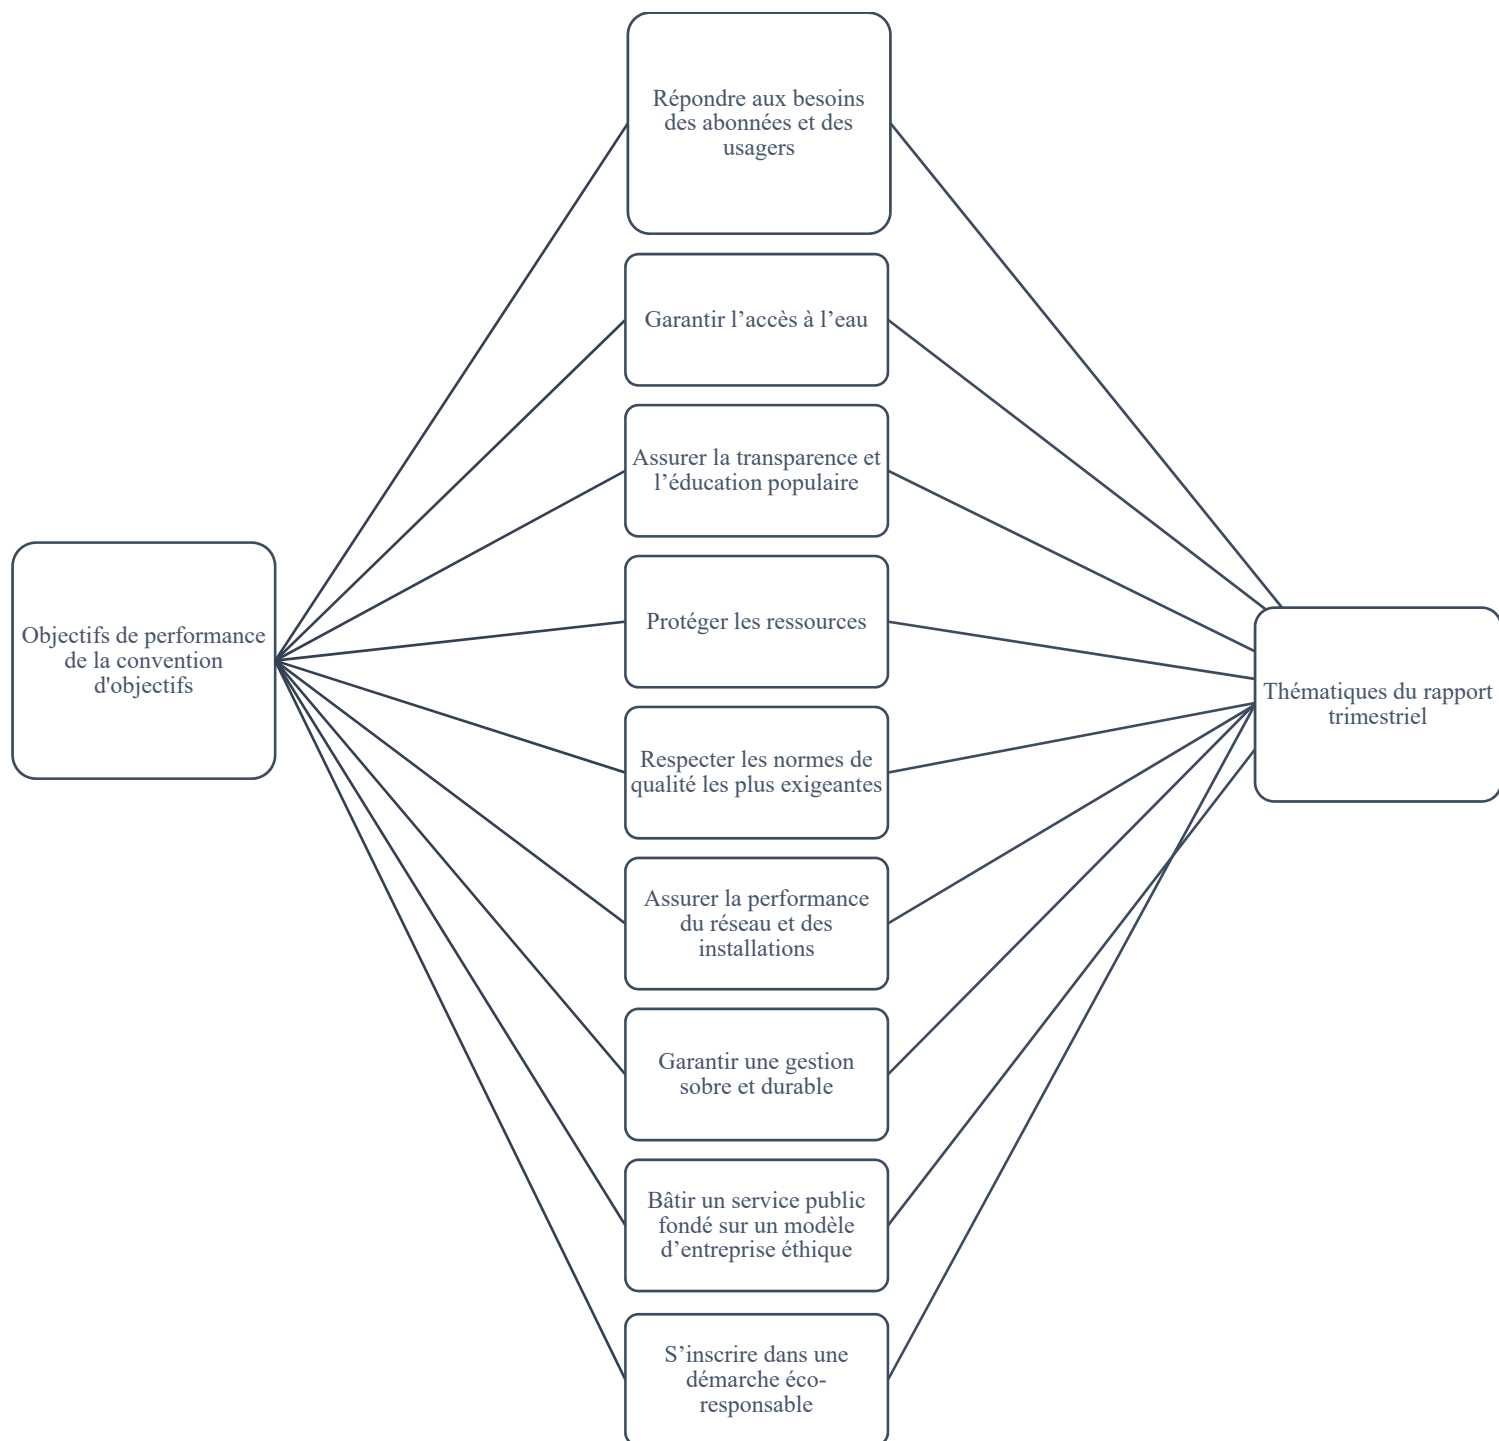 Répondre aux besoins
des abonnées et des
usagers
Garantir l’accès à l’eau
Assurer la transparence et
l’éducation populaire
Objectifs de performance
de la convention
d'objectifs
Protéger les ressources
Thématiques du rapport
trimestriel
Respecter les normes de
qualité les plus exigeantes
Assurer la performance
du réseau et des
installations
Garantir une gestion
sobre et durable
Bâtir un service public
fondé sur un modèle
d’entreprise éthique
S’inscrire dans une
démarche éco-
responsable